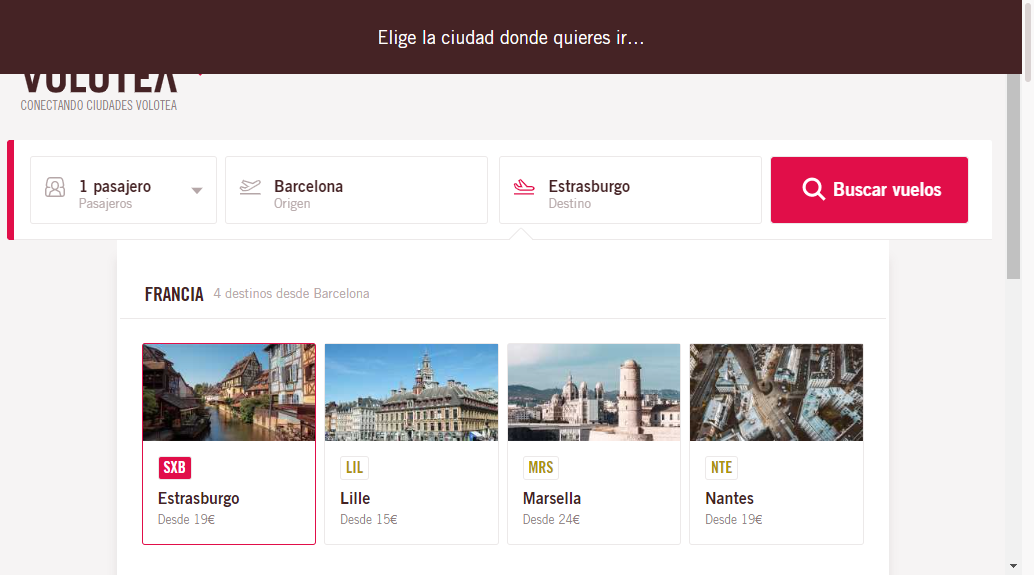 Elige la ciudad donde quieres ir...
VOLOTEA
CONECTANDO CIUDADES VOLOTEA
1 pasajero
Pasajeros
Barcelona
Origen
Estrasburgo
Destino
Buscar vuelos
FRANCIA 4 destinos desde Barcelona
SXB
Estrasburgo
Desde 19€
LIL
Lille
Desde 15€
MRS
Marsella
Desde 24€
NTE
Nantes
Desde 19€